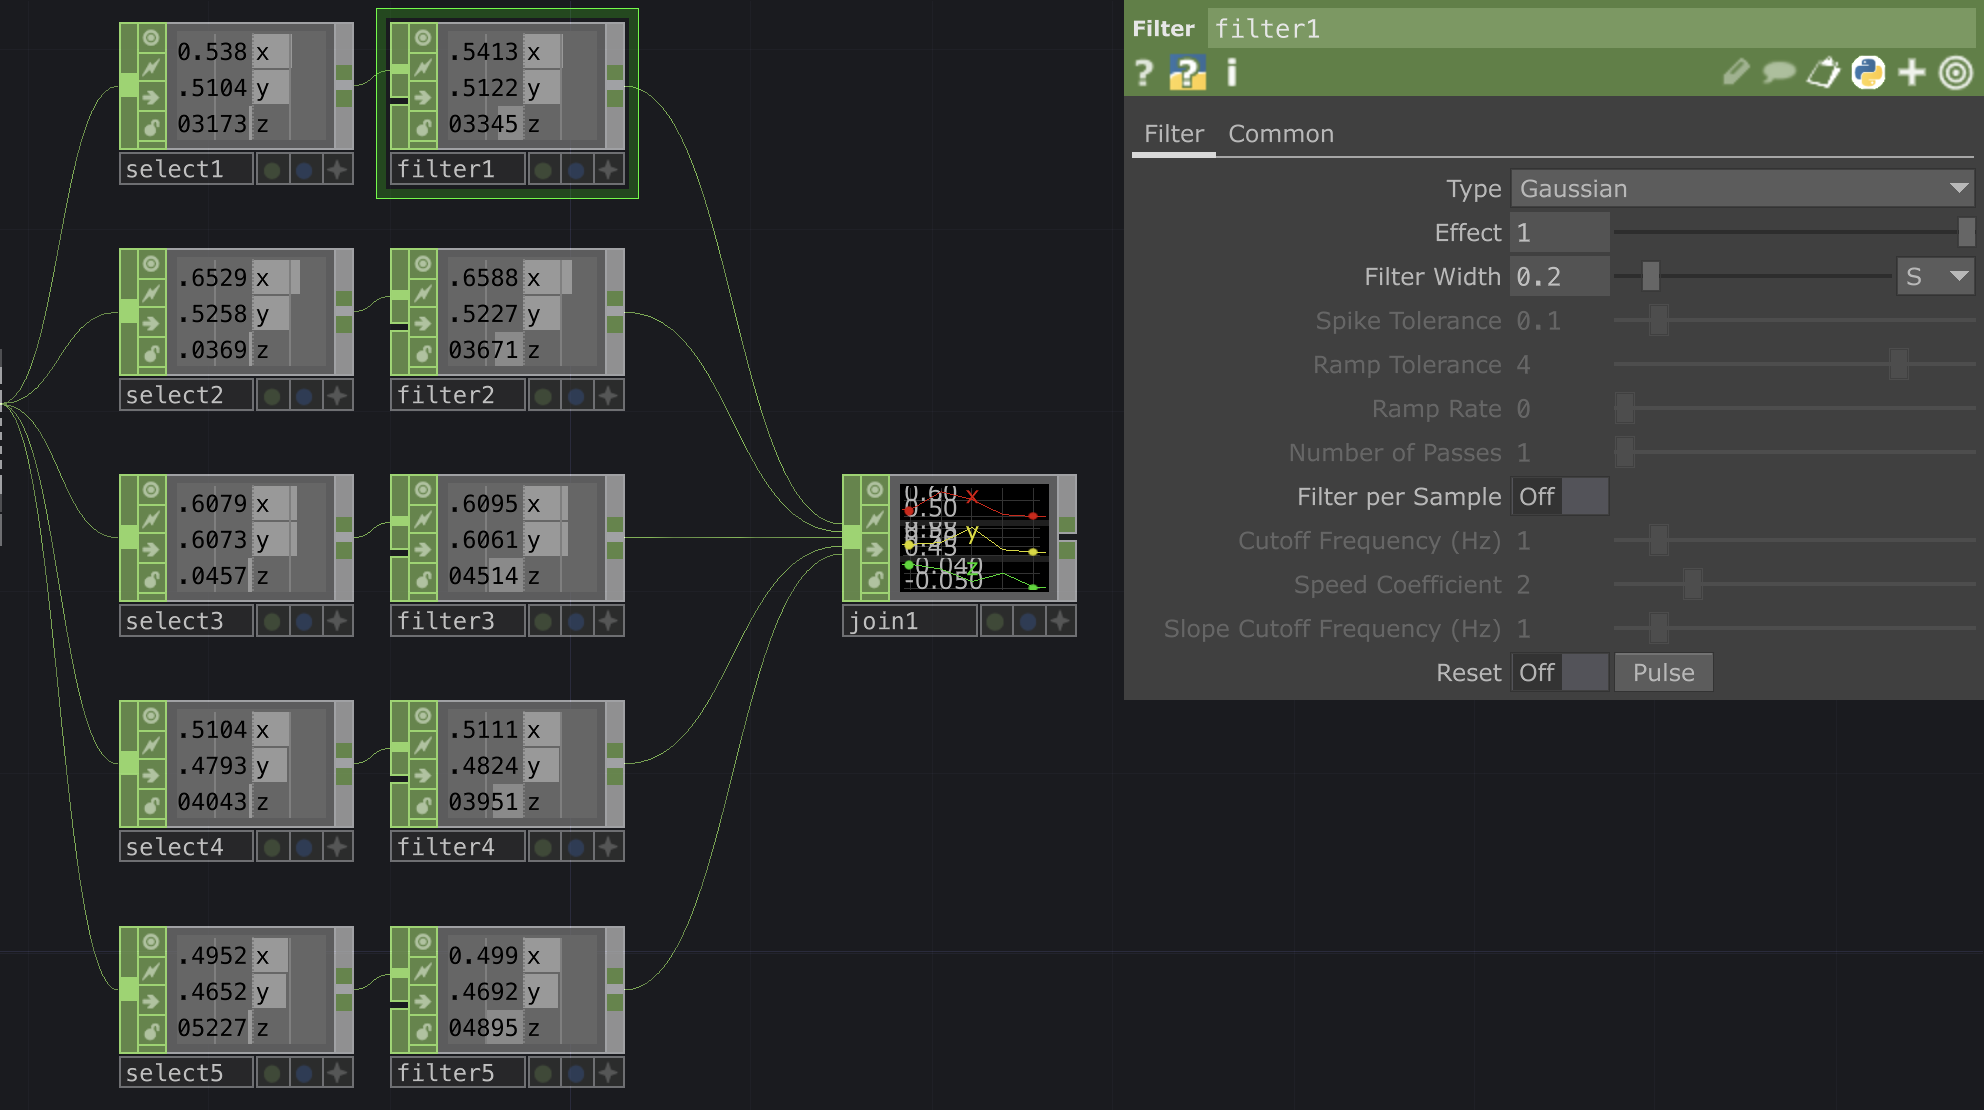 0.538 x
.5104 y
03173 z
select1
.5413 x
.5122 y
03345 z
filter1
.6529 x
.5258 y
.0369 z
select2
.6588 x
.5227 y
03671 z
filter2
.6079 x
.6073 y
.0457 z
select3
.6095 x
.6061 y
04514 z
filter3
.5104 x
.4793 y
04043 z
select4
.5111 x
.4824 y
03951 z
filter4
.4952 x
.4652 y
05227 z
select5
0.499 x
.4692 y
04895 z
filter5
0.60 x
0.50
y
0.45
-0.040 z
-0.050
join1
Filter filter1
Filter Common
Type Gaussian
Effect 1
Filter Width 0.2 S
Spike Tolerance 0.1
Ramp Tolerance 4
Ramp Rate 0
Number of Passes 1
Filter per Sample Off
Cutoff Frequency (Hz) 1
Speed Coefficient 2
Slope Cutoff Frequency (Hz) 1
Reset Off Pulse